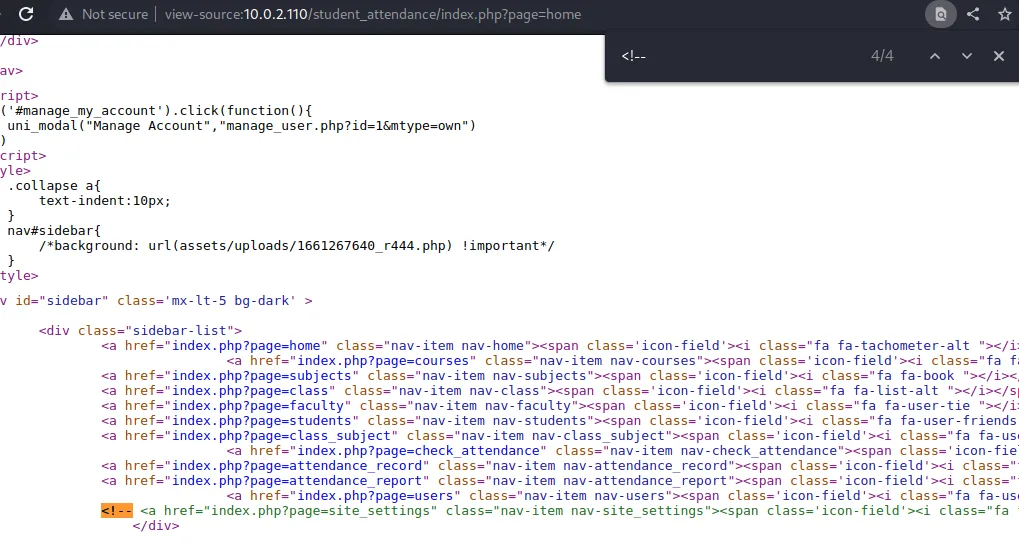 Not secure | view-source:10.0.2.110/student_attendance/index.php?page=home
<!-- 4/4
/div>
av>
ript>
('#manage_my_account').click(function(){
uni_modal("Manage Account","manage_user.php?id=1&mtype=own")
)
cript>
yle>
.collapse a{
text-indent:10px;
}
nav#sidebar{
/*background: url(assets/uploads/1661267640_r444.php) !important*/
}
tyle>
v id="sidebar" class='mx-lt-5 bg-dark' >
<div class="sidebar-list">
<a href="index.php?page=home" class="nav-item nav-home"><span class='icon-field'><i class="fa fa-tachometer-alt "></i>
<a href="index.php?page=courses" class="nav-item nav-courses"><span class='icon-field'><i class="fa f
<a href="index.php?page=subjects" class="nav-item nav-subjects"><span class='icon-field'><i class="fa fa-book "></i><
<a href="index.php?page=class" class="nav-item nav-class"><span class='icon-field'><i class="fa fa-list-alt "></i></s
<a href="index.php?page=faculty" class="nav-item nav-faculty"><span class='icon-field'><i class="fa fa-user-tie "></i>
<a href="index.php?page=students" class="nav-item nav-students"><span class='icon-field'><i class="fa fa-user-friends
<a href="index.php?page=class_subject" class="nav-item nav-class_subject"><span class='icon-field'><i class="fa fa-us
<a href="index.php?page=check_attendance" class="nav-item nav-check_attendance"><span class='icon-fie
<a href="index.php?page=attendance_record" class="nav-item nav-attendance_record"><span class='icon-field'><i class="
<a href="index.php?page=attendance_report" class="nav-item nav-attendance_report"><span class='icon-field'><i class="
<a href="index.php?page=users" class="nav-item nav-users"><span class='icon-field'><i class="fa fa-us
<!-- <a href="index.php?page=site_settings" class="nav-item nav-site_settings"><span class='icon-field'><i class="fa
</div>